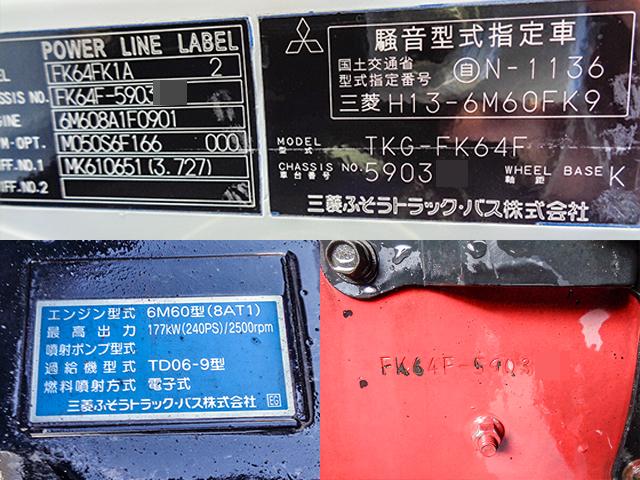 POWER LINE LABEL
EL FK64FK1A 2
ASSIS NO. FK64F-5903
GINE 6M608A1F0901
M-OPT. M050S6F166 000
IFF.NO.1 MK610651 (3.727)
IFF.NO.2
騒音型式指定車
国土交通省
型式指定番号 自 N-1136
三菱 H13-6M60FK9
MODEL
型式 TKG-FK64F
CHASSIS NO.
車台番号 5903
WHEEL BASE
軸距 K
三菱ふそうトラック・バス株式会社
エンジン型式 6M60型(8AT1)
最高出力 177kW(240PS)/2500rpm
噴射ポンプ型式
過給機型式 TD06-9型
燃料噴射方式 電子式
三菱ふそうトラック・バス株式会社 EG
FK64F-5903